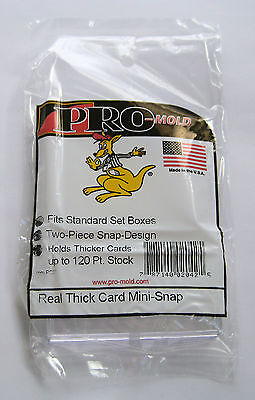 PRO-MOLD
Made in the U.S.A.
Fits Standard Set Boxes
Two-Piece Snap-Design
Holds Thicker Cards
up to 120 Pt. Stock
www.pro-mold.com
Real Thick Card Mini-Snap